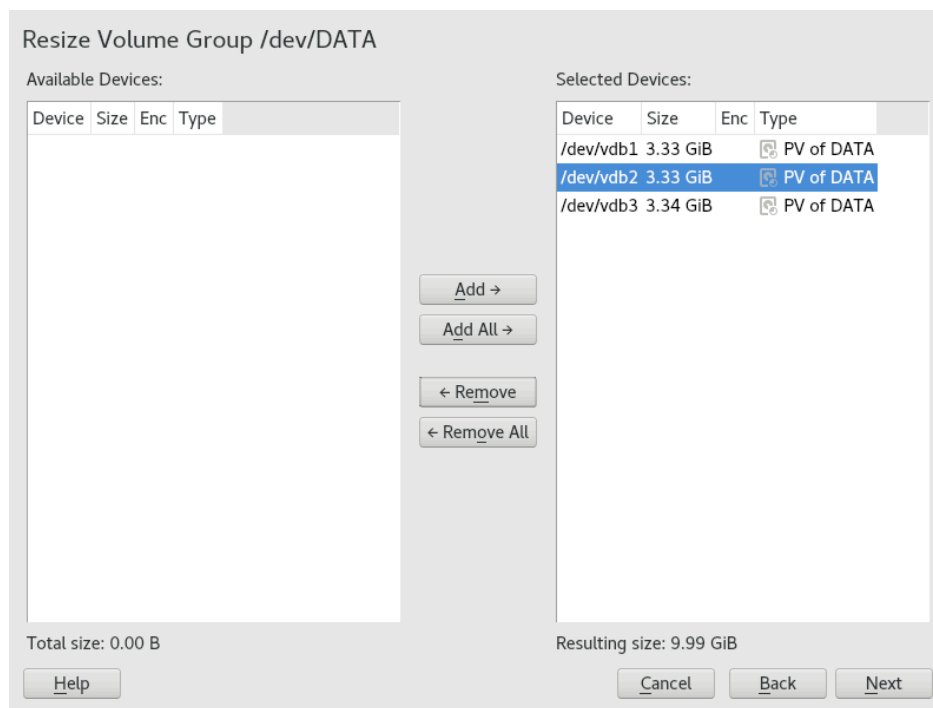 Resize Volume Group /dev/DATA
Available Devices:
Device Size Enc Type
Total size: 0.00 B
Add →
Add All →
← Remove
← Remove All
Selected Devices:
Device Size Enc Type
/dev/vdb1 3.33 GiB PV of DATA
/dev/vdb2 3.33 GiB PV of DATA
/dev/vdb3 3.34 GiB PV of DATA
Resulting size: 9.99 GiB
Help Cancel Back Next